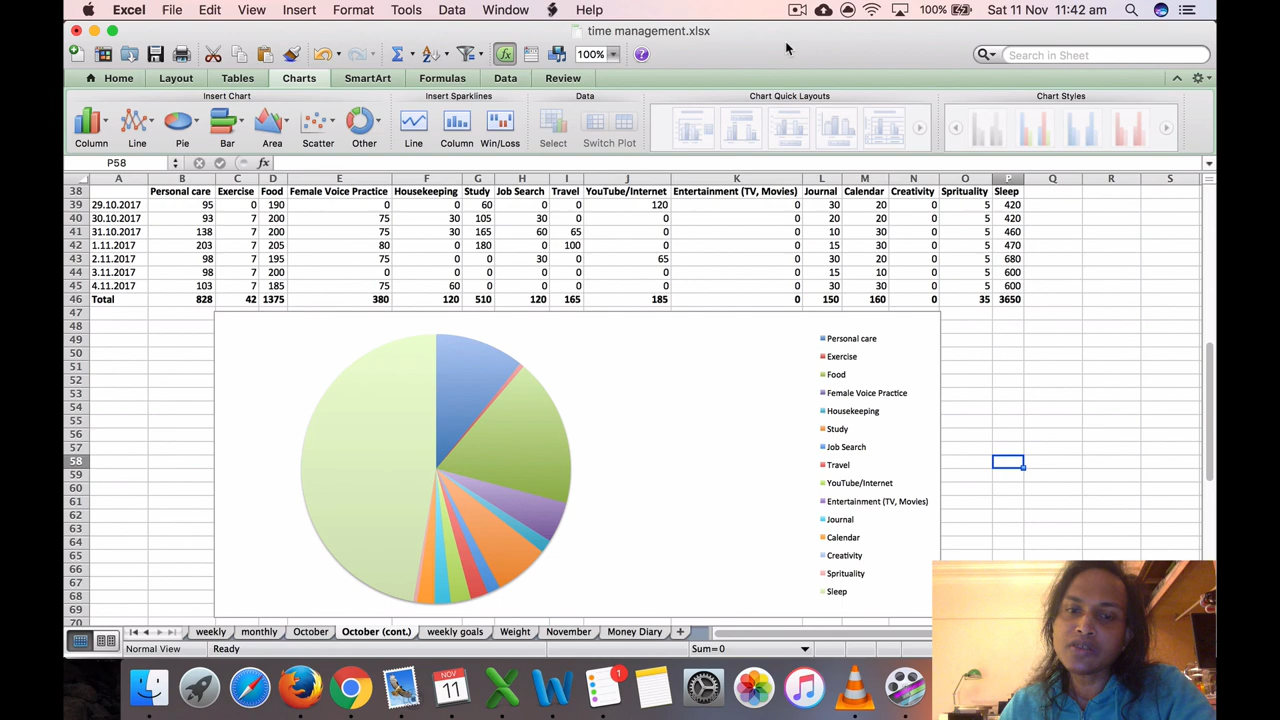 Excel File Edit View Insert Format Tools Data Window Help 100% Sat 11 Nov 11:42 am
time management.xlsx
100% Search in Sheet
Home Layout Tables Charts SmartArt Formulas Data Review
Insert Chart Insert Sparklines Data Chart Quick Layouts Chart Styles
Column Line Pie Bar Area Scatter Other Line Column Win/Loss Select Switch Plot
P58 fx
A B C D E F G H I J K L M N O P Q R S
38 Personal care Exercise Food Female Voice Practice Housekeeping Study Job Search Travel YouTube/Internet Entertainment (TV, Movies) Journal Calendar Creativity Sprituality Sleep
39 29.10.2017 95 0 190 0 0 60 0 0 120 0 30 20 0 5 420
40 30.10.2017 93 7 200 75 30 105 30 0 0 0 20 20 0 5 420
41 31.10.2017 138 7 200 75 30 165 60 65 0 0 10 30 0 5 460
42 1.11.2017 203 7 205 80 0 180 0 100 0 0 15 30 0 5 470
43 2.11.2017 98 7 195 75 0 0 30 0 65 0 30 20 0 5 680
44 3.11.2017 98 7 200 0 0 0 0 0 0 0 15 10 0 5 600
45 4.11.2017 103 7 185 75 60 0 0 0 0 0 30 30 0 5 600
46 Total 828 42 1375 380 120 510 120 165 185 0 150 160 0 35 3650
47
48
49 Personal care
50 Exercise
51
52 Food
53 Female Voice Practice
54
55 Housekeeping
56 Study
57 Job Search
58
59 Travel
60 YouTube/Internet
61 Entertainment (TV, Movies)
62
63 Journal
64 Calendar
65 Creativity
66
67 Sprituality
68 Sleep
69
70
weekly monthly October October (cont.) weekly goals Weight November Money Diary
Normal View Ready Sum=0
NOV
11
1